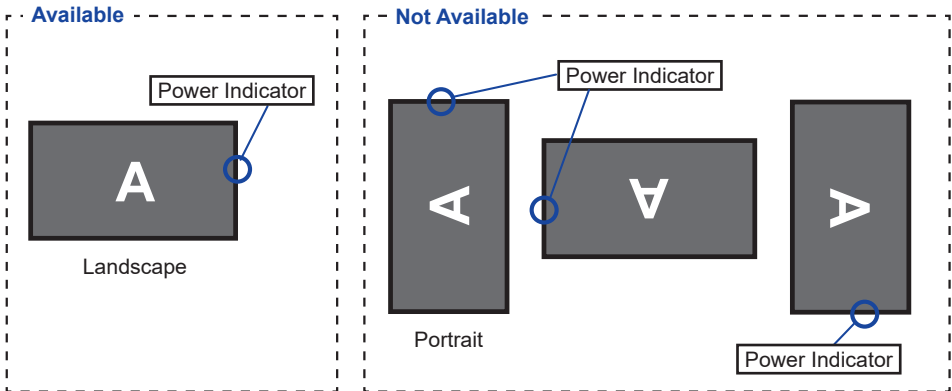 Available
Power Indicator
A
Landscape
Not Available
Power Indicator
A
A
A
Portrait
Power Indicator